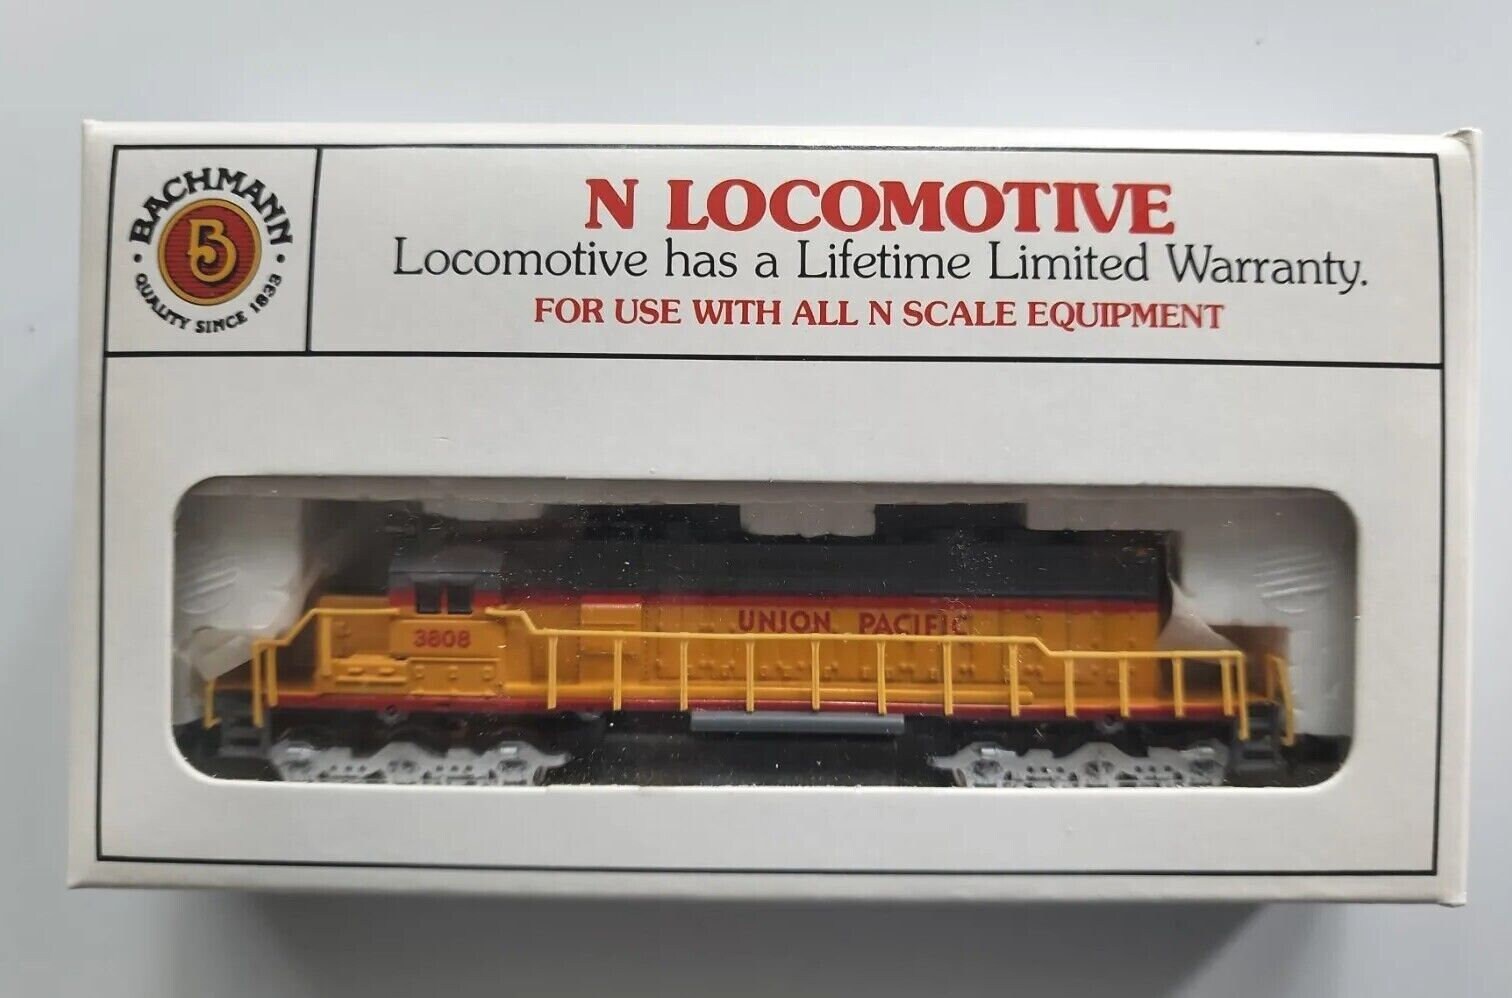 BACHMANN
B
• QUALITY SINCE 1833 •
N LOCOMOTIVE
Locomotive has a Lifetime Limited Warranty.
FOR USE WITH ALL N SCALE EQUIPMENT
UNION PACIFIC
3808